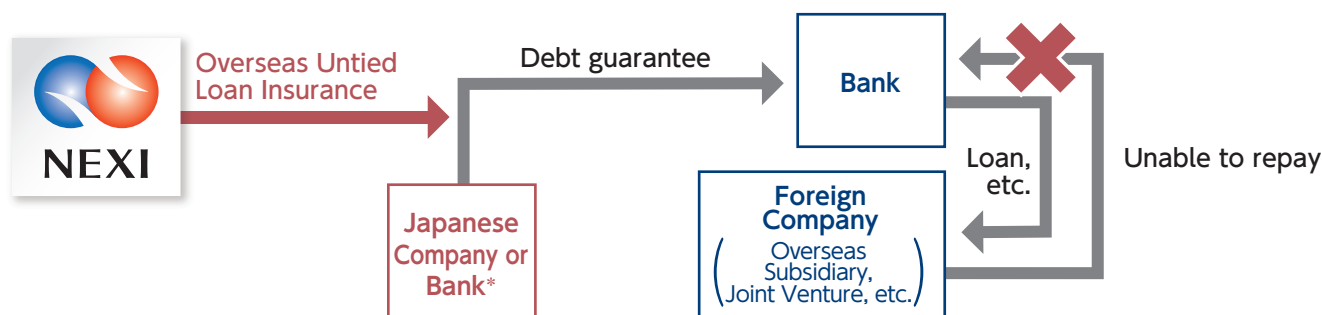 NEXI
Overseas Untied
Loan Insurance
Debt guarantee
Japanese
Company or
Bank*
Bank
Loan,
etc.
Unable to repay
Foreign
Company
(Overseas
Subsidiary,
Joint Venture, etc.)